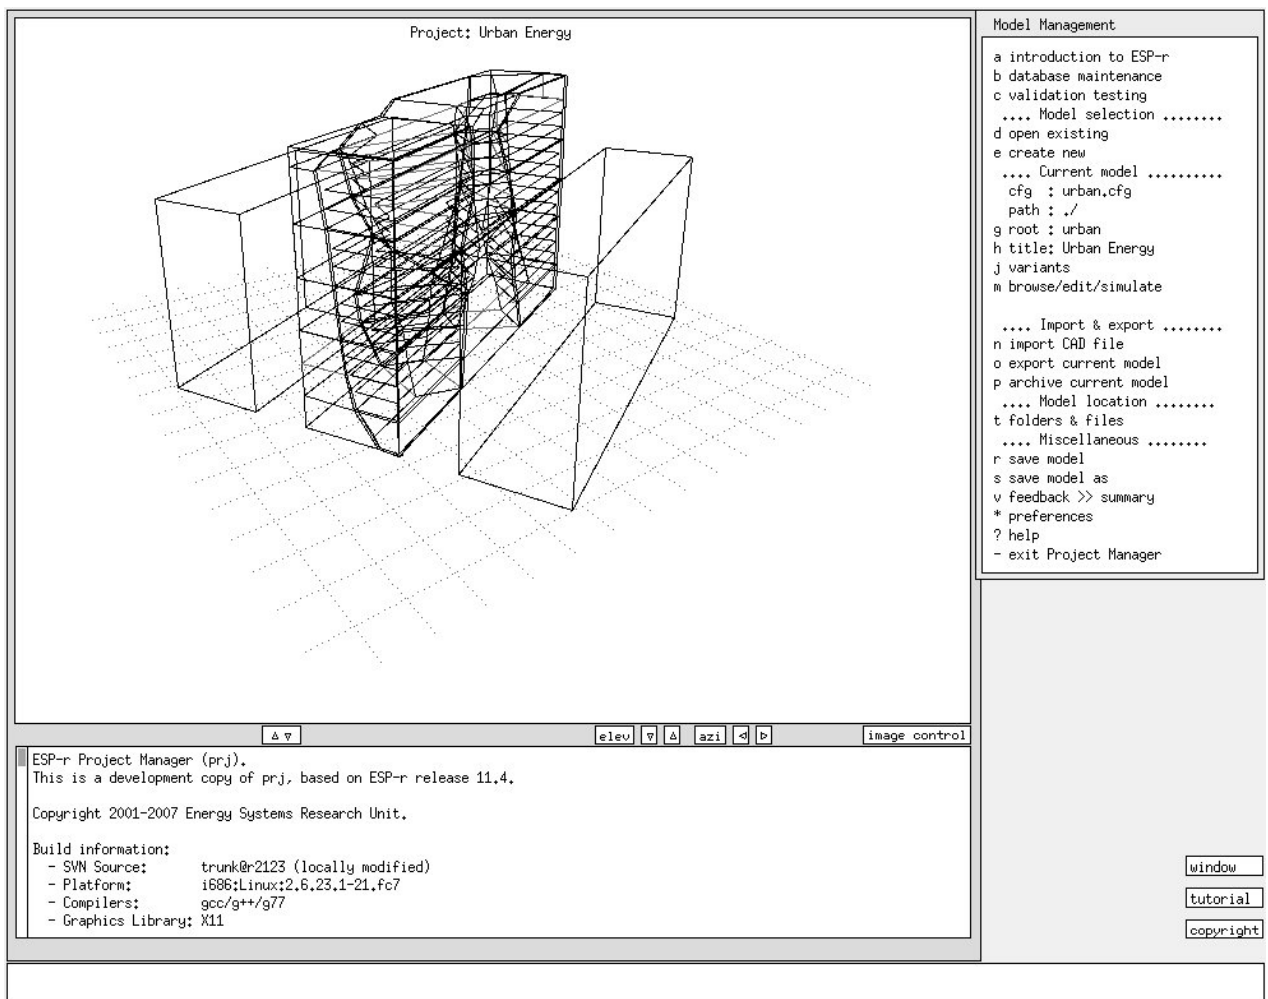 Project: Urban Energy
Model Management
a introduction to ESP-r
b database maintenance
c validation testing
.... Model selection ........
d open existing
e create new
.... Current model ..........
cfg  : urban.cfg
path : ./
g root : urban
h title: Urban Energy
j variants
m browse/edit/simulate
.... Import & export ........
n import CAD file
o export current model
p archive current model
.... Model location ........
t folders & files
.... Miscellaneous ........
r save model
s save model as
v feedback >> summary
* preferences
? help
- exit Project Manager
elev
azi
image control
ESP-r Project Manager (prj).
This is a development copy of prj, based on ESP-r release 11.4.
Copyright 2001-2007 Energy Systems Research Unit.
Build information:
- SVN Source:       trunk@r2123 (locally modified)
- Platform:         i686:Linux:2.6.23.1-21.fc7
- Compilers:        gcc/g++/g77
- Graphics Library: X11
window
tutorial
copyright